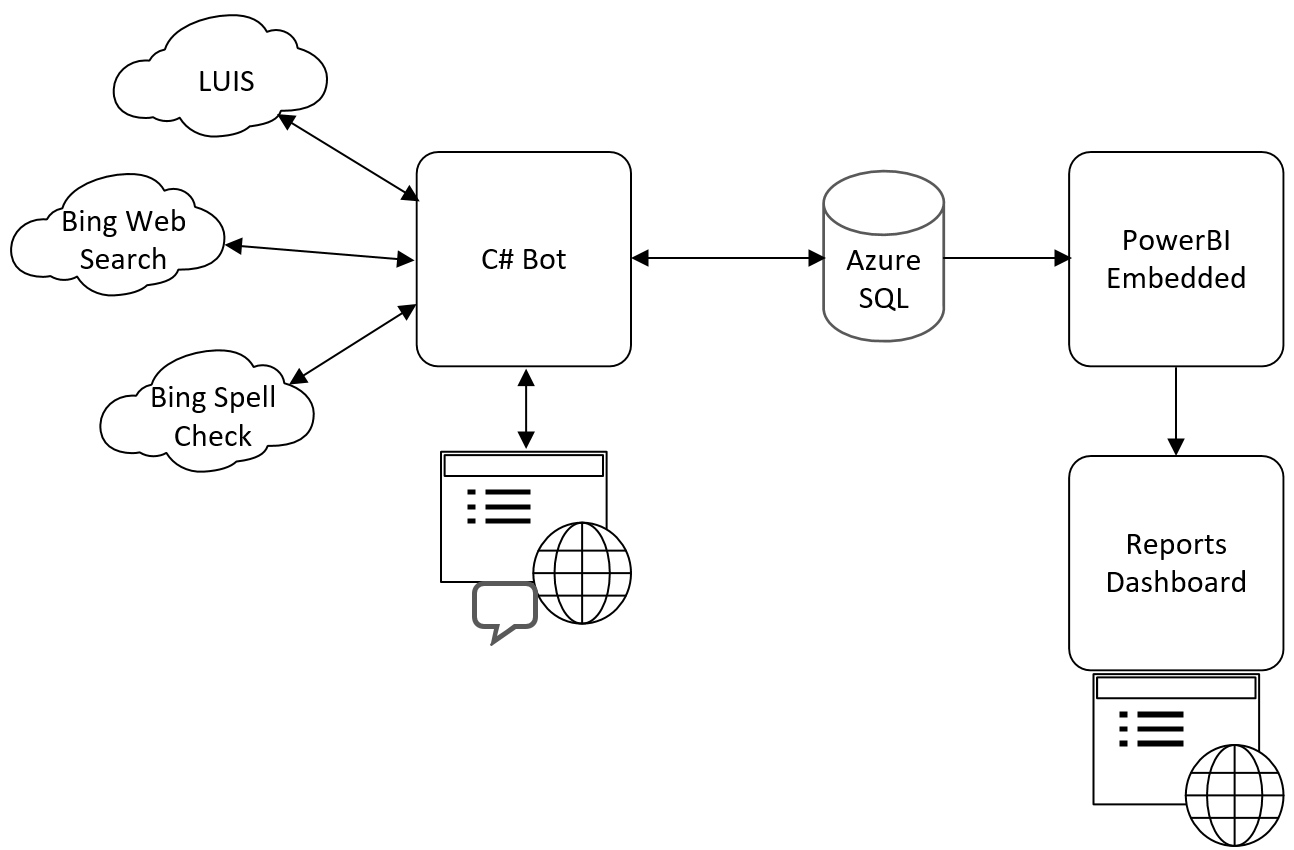 LUIS
Bing Web
Search
Bing Spell
Check
C# Bot
Azure
SQL
PowerBI
Embedded
Reports
Dashboard